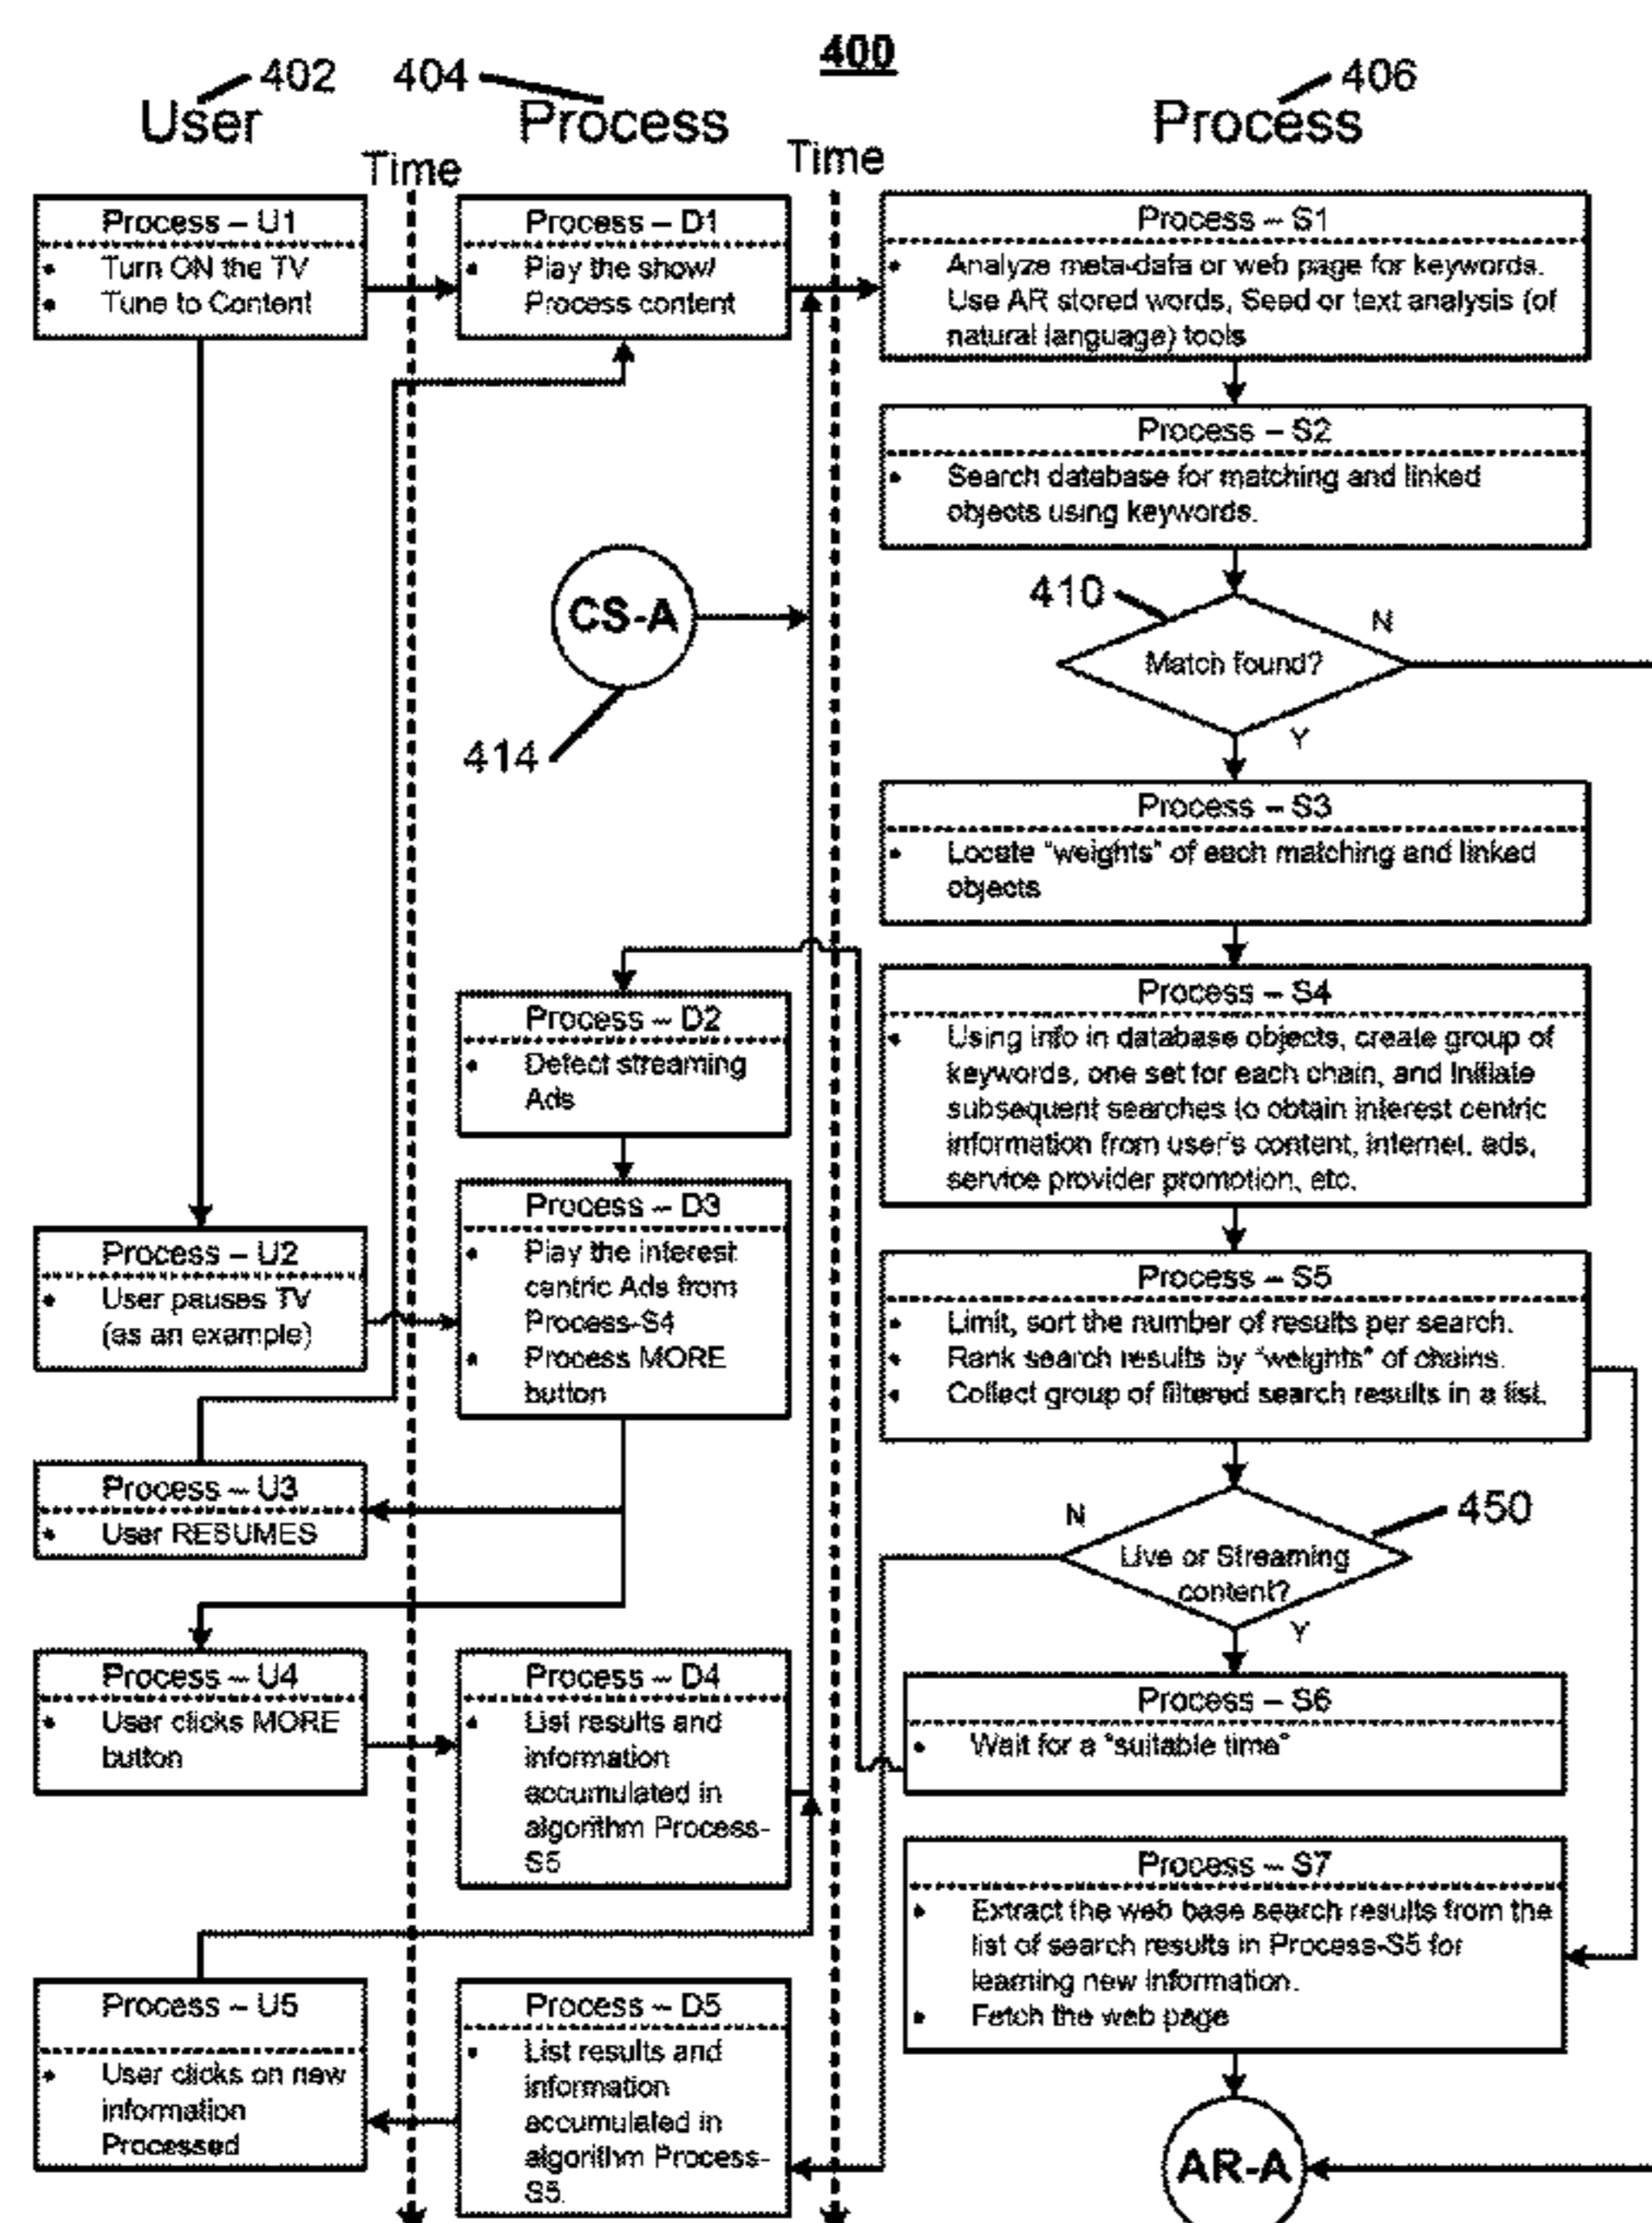 400
402
User
404
Process
406
Process
Time
Time
Process – U1
• Turn ON the TV
• Tune to Content
Process – D1
• Play the show/
Process content
Process – S1
• Analyze meta-data or web page for keywords.
Use AR stored words, Seed or text analysis (of
natural language) tools
Process – S2
• Search database for matching and linked
objects using keywords.
CS-A
414
410
Match found?
N
Y
Process – S3
• Locate "weights" of each matching and linked
objects
Process – D2
• Detect streaming
Ads
Process – S4
• Using info in database objects, create group of
keywords, one set for each chain, and initiate
subsequent searches to obtain interest centric
information from user's content, internet, ads,
service provider promotion, etc.
Process – U2
• User pauses TV
(as an example)
Process – D3
• Play the interest
centric Ads from
Process-S4
• Process MORE
button
Process – S5
• Limit, sort the number of results per search.
• Rank search results by "weights" of chains.
• Collect group of filtered search results in a list.
Process – U3
• User RESUMES
450
N
Live or Streaming
content?
Y
Process – U4
• User clicks MORE
button
Process – D4
• List results and
information
accumulated in
algorithm Process-
S5
Process – S6
• Wait for a "suitable time"
Process – S7
• Extract the web base search results from the
list of search results in Process-S5 for
learning new information.
• Fetch the web page
Process – U5
• User clicks on new
information
Processed
Process – D5
• List results and
information
accumulated in
algorithm Process-
S5.
AR-A